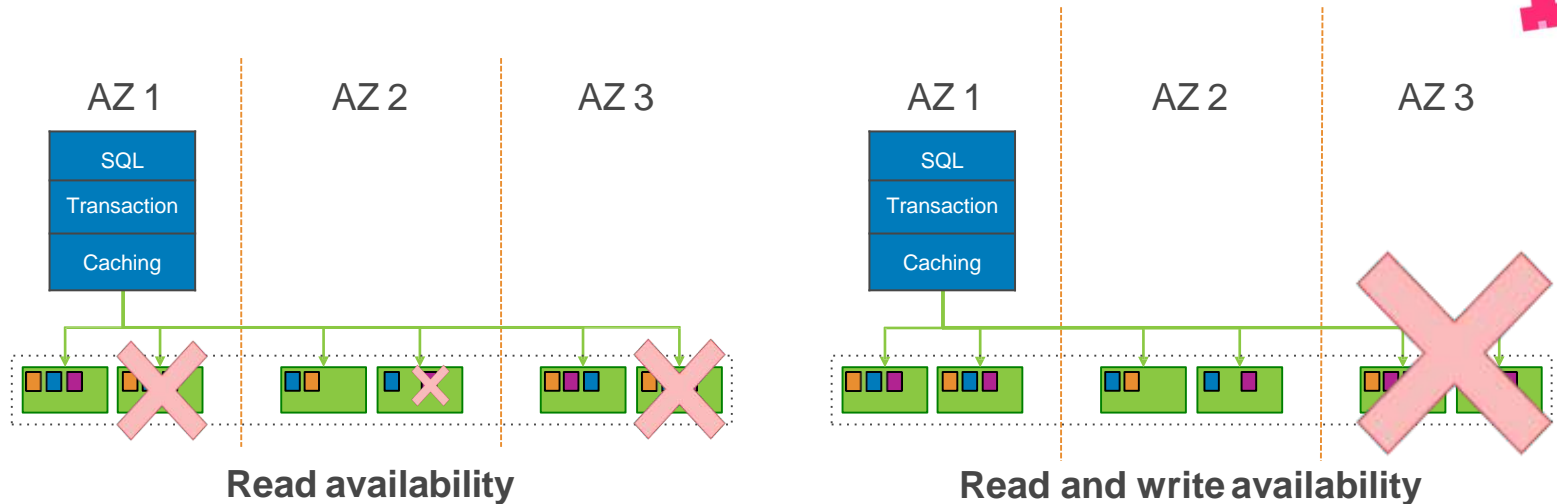 AZ 1
AZ 2
AZ 3
SQL
Transaction
Caching
Read availability
AZ 1
AZ 2
AZ 3
SQL
Transaction
Caching
Read and write availability